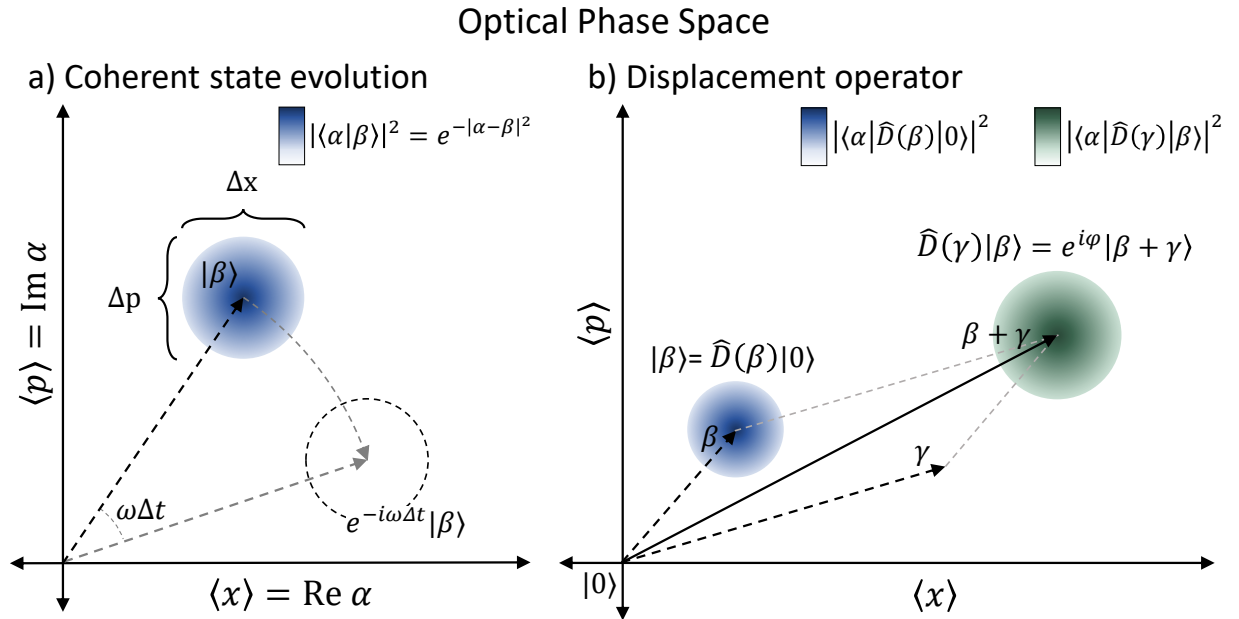 Optical Phase Space
a) Coherent state evolution
|⟨α|β⟩|² = e^{-|α-β|²}
Δx
|β⟩
Δp
⟨p⟩ = Im α
ωΔt
e^{-iωΔt}|β⟩
⟨x⟩ = Re α
b) Displacement operator
|⟨α|D̂(β)|0⟩|²
|⟨α|D̂(γ)|β⟩|²
D̂(γ)|β⟩ = e^{iφ}|β + γ⟩
⟨p⟩
β + γ
|β⟩= D̂(β)|0⟩
β
γ
|0⟩
⟨x⟩